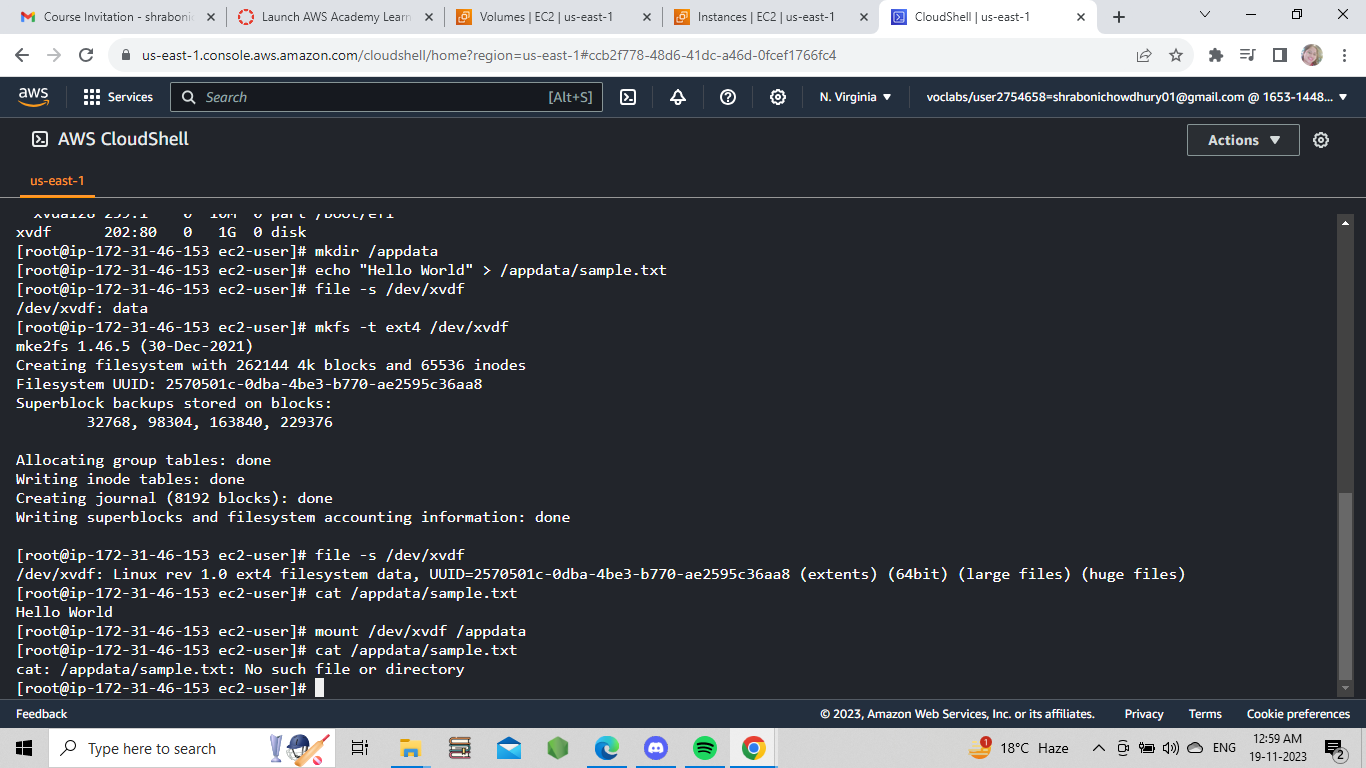 Course Invitation - shraboni
Launch AWS Academy Learn
Volumes | EC2 | us-east-1
Instances | EC2 | us-east-1
CloudShell | us-east-1
us-east-1.console.aws.amazon.com/cloudshell/home?region=us-east-1#ccb2f778-48d6-41dc-a46d-0fcef1766fc4
aws
Services
Search
[Alt+S]
N. Virginia
voclabs/user2754658=shrabonichowdhury01@gmail.com @ 1653-1448...
AWS CloudShell
Actions
us-east-1
xvda128 259:1 0 10M 0 part /boot/efi
xvdf 202:80 0 1G 0 disk
[root@ip-172-31-46-153 ec2-user]# mkdir /appdata
[root@ip-172-31-46-153 ec2-user]# echo "Hello World" > /appdata/sample.txt
[root@ip-172-31-46-153 ec2-user]# file -s /dev/xvdf
/dev/xvdf: data
[root@ip-172-31-46-153 ec2-user]# mkfs -t ext4 /dev/xvdf
mke2fs 1.46.5 (30-Dec-2021)
Creating filesystem with 262144 4k blocks and 65536 inodes
Filesystem UUID: 2570501c-0dba-4be3-b770-ae2595c36aa8
Superblock backups stored on blocks:
32768, 98304, 163840, 229376
Allocating group tables: done
Writing inode tables: done
Creating journal (8192 blocks): done
Writing superblocks and filesystem accounting information: done
[root@ip-172-31-46-153 ec2-user]# file -s /dev/xvdf
/dev/xvdf: Linux rev 1.0 ext4 filesystem data, UUID=2570501c-0dba-4be3-b770-ae2595c36aa8 (extents) (64bit) (large files) (huge files)
[root@ip-172-31-46-153 ec2-user]# cat /appdata/sample.txt
Hello World
[root@ip-172-31-46-153 ec2-user]# mount /dev/xvdf /appdata
[root@ip-172-31-46-153 ec2-user]# cat /appdata/sample.txt
cat: /appdata/sample.txt: No such file or directory
[root@ip-172-31-46-153 ec2-user]#
Feedback
© 2023, Amazon Web Services, Inc. or its affiliates.
Privacy
Terms
Cookie preferences
Type here to search
1
18°C Haze
ENG
12:59 AM
19-11-2023
2